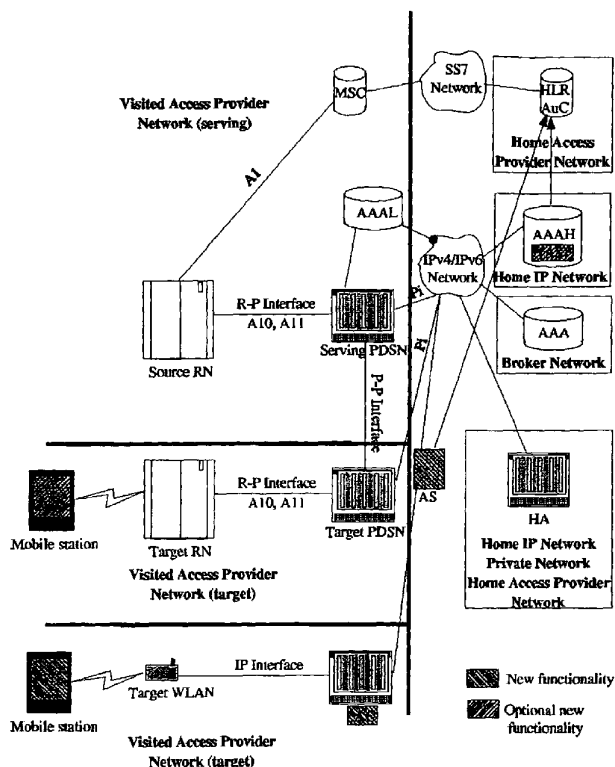 SS7
Network
MSC
HLR
AuC
Visited Access Provider
Network (serving)
Home Access
Provider Network
A1
AAAL
AAAH
IPv4/IPv6
Network
Home IP Network
Pi
R-P Interface
A10, A11
AAA
Source RN
Serving PDSN
Pi
Broker Network
P-P Interface
R-P Interface
A10, A11
AS
HA
Mobile station
Target RN
Target PDSN
Home IP Network
Private Network
Home Access Provider
Network
Visited Access Provider
Network (target)
IP Interface
New functionality
Mobile station
Target WLAN
Optional new
functionality
Visited Access Provider
Network (target)